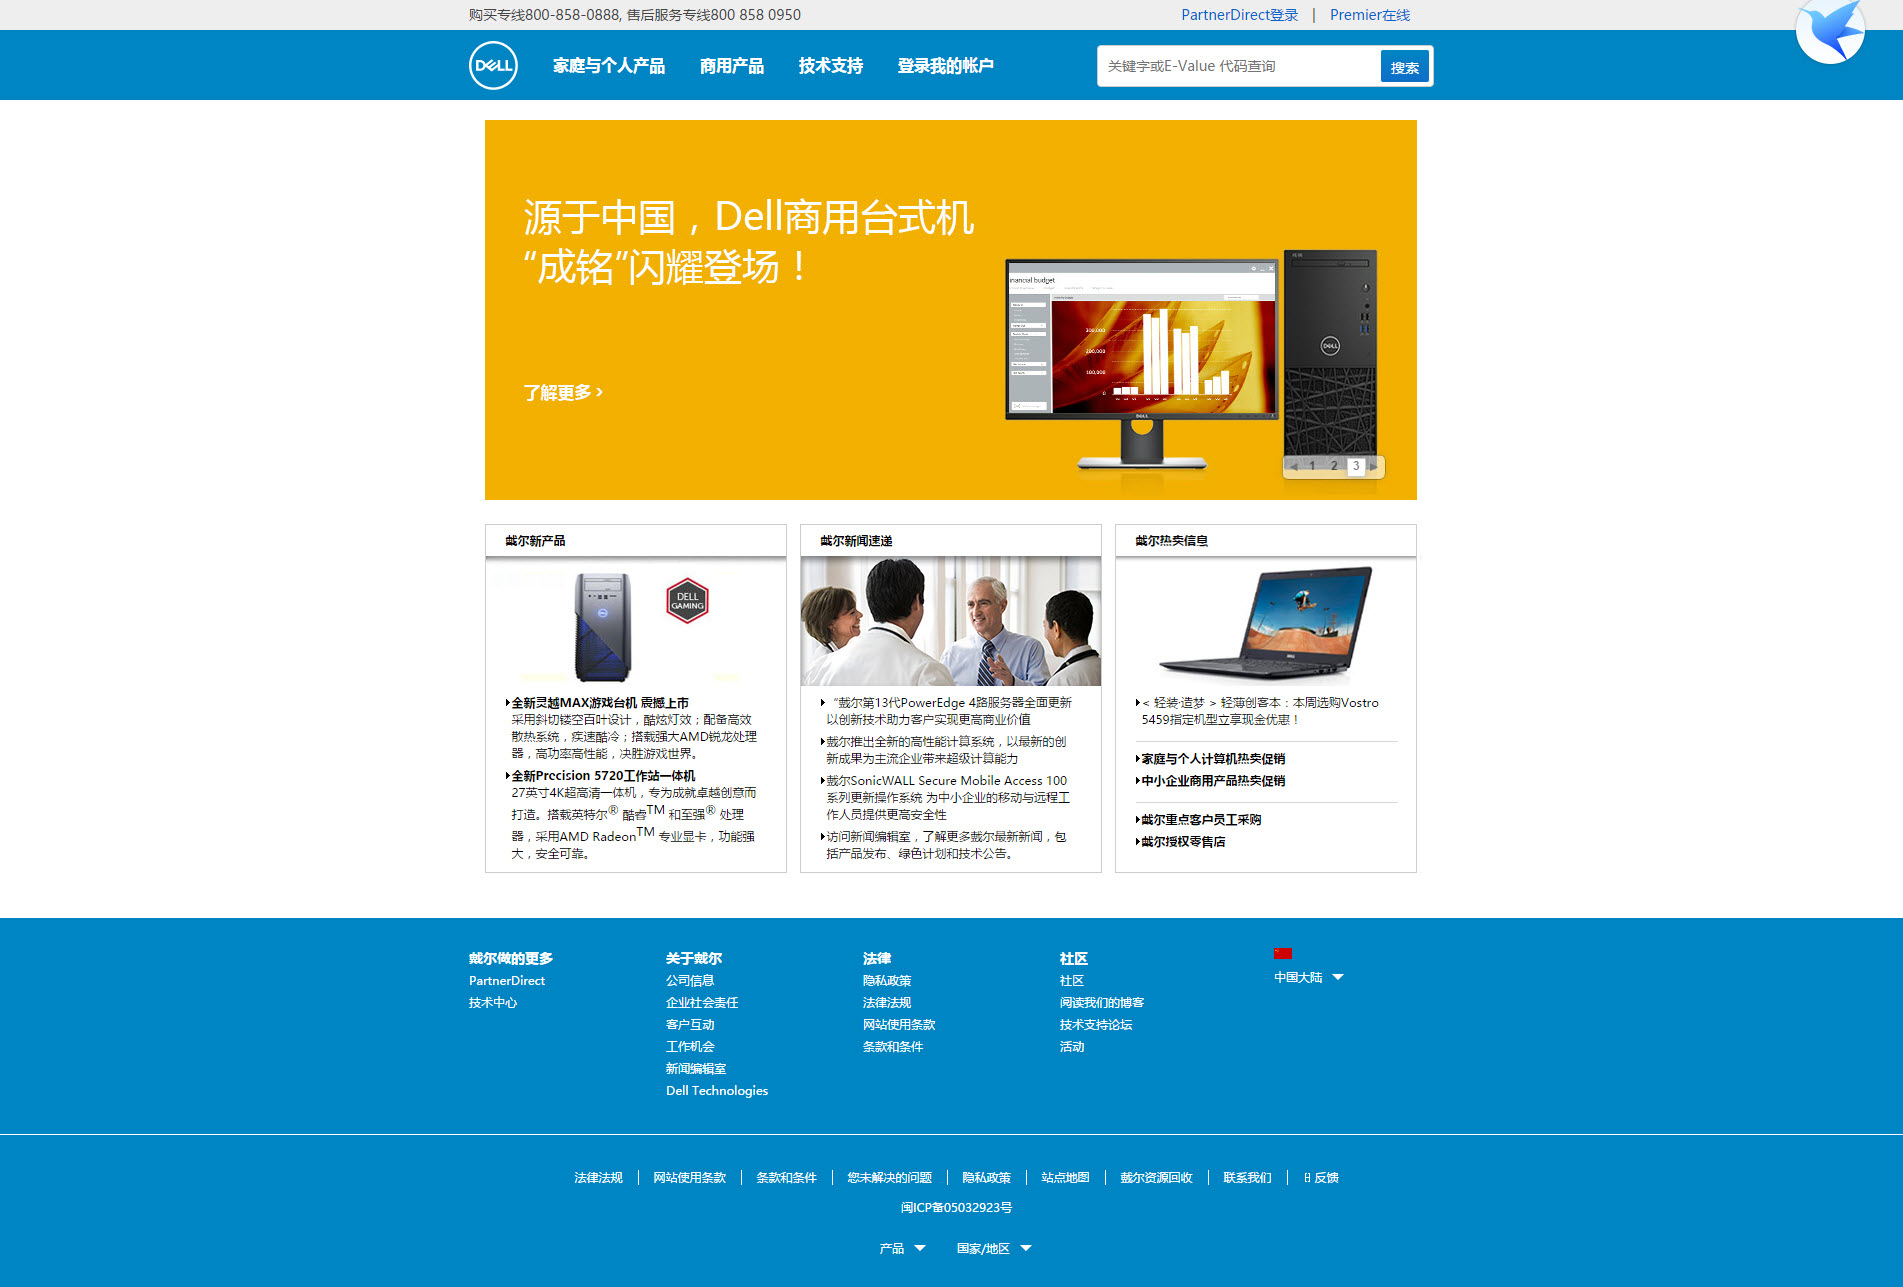 购买专线800-858-0888, 售后服务专线800 858 0950
PartnerDirect登录 | Premier在线
DELL
家庭与个人产品 商用产品 技术支持 登录我的帐户
关键字或E-Value 代码查询
搜索
源于中国，Dell商用台式机
“成铭”闪耀登场！
了解更多 ›
inancial budget
300,000
200,000
100,000
0
DELL
DELL
1 2 3
戴尔新产品
DELL
GAMING
全新灵越MAX游戏台机 震撼上市
采用斜切镂空百叶设计，酷炫灯效；配备高效
散热系统，疾速酷冷；搭载强大AMD锐龙处理
器，高功率高性能，决胜游戏世界。
全新Precision 5720工作站一体机
27英寸4K超高清一体机，专为成就卓越创意而
打造。搭载英特尔® 酷睿TM 和至强® 处理
器，采用AMD RadeonTM 专业显卡，功能强
大，安全可靠。
戴尔新闻速递
“戴尔第13代PowerEdge 4路服务器全面更新
以创新技术助力客户实现更高商业价值
戴尔推出全新的高性能计算系统，以最新的创
新成果为主流企业带来超级计算能力
戴尔SonicWALL Secure Mobile Access 100
系列更新操作系统 为中小企业的移动与远程工
作人员提供更高安全性
访问新闻编辑室，了解更多戴尔最新新闻，包
括产品发布、绿色计划和技术公告。
戴尔热卖信息
< 轻装·造梦 > 轻薄创客本：本周选购Vostro
5459指定机型立享现金优惠！
家庭与个人计算机热卖促销
中小企业商用产品热卖促销
戴尔重点客户员工采购
戴尔授权零售店
戴尔做的更多
PartnerDirect
技术中心
关于戴尔
公司信息
企业社会责任
客户互动
工作机会
新闻编辑室
Dell Technologies
法律
隐私政策
法律法规
网站使用条款
条款和条件
社区
社区
阅读我们的博客
技术支持论坛
活动
中国大陆
法律法规 | 网站使用条款 | 条款和条件 | 您未解决的问题 | 隐私政策 | 站点地图 | 戴尔资源回收 | 联系我们 | 反馈
闽ICP备05032923号
产品 国家/地区